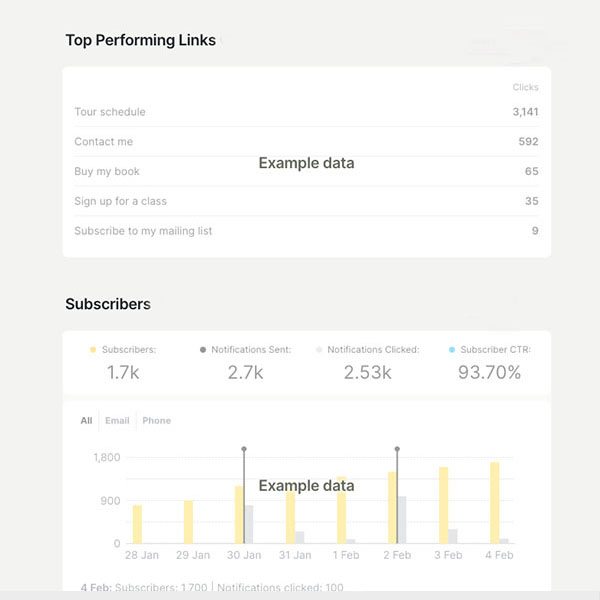 Top Performing Links
Clicks
Tour schedule 3,141
Contact me 592
Example data
Buy my book 65
Sign up for a class 35
Subscribe to my mailing list 9
Subscribers
Subscribers: Notifications Sent: Notifications Clicked: Subscriber CTR:
1.7k 2.7k 2.53k 93.70%
All Email Phone
1,800
Example data
900
0
28 Jan 29 Jan 30 Jan 31 Jan 1 Feb 2 Feb 3 Feb 4 Feb
4 Feb: Subscribers: 1,700 | Notifications clicked: 100